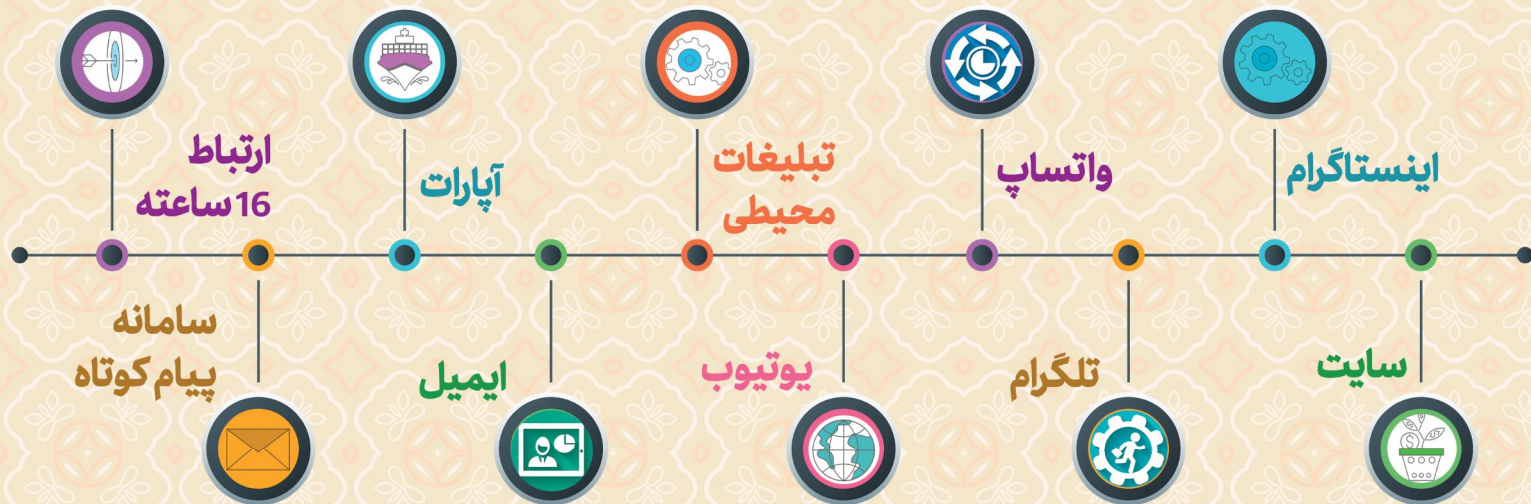 اینستاگرام
واتساپ
تبلیغات
محیطی
آپارات
ارتباط
16 ساعته
سایت
تلگرام
یوتیوب
ایمیل
سامانه
پیام کوتاه